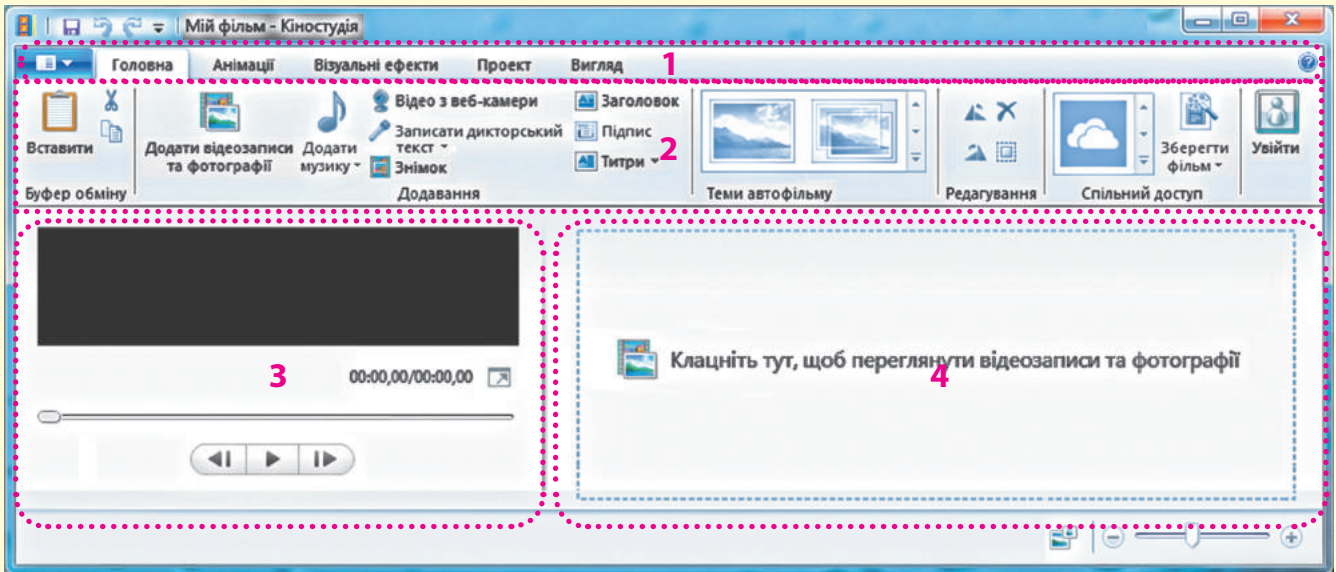 Мій фільм - Кіностудія
Головна Анімації Візуальні ефекти Проект Вигляд 1
Вставити
Буфер обміну
Додати відеозаписи
та фотографії
Додати
музику
Відео з веб-камери
Записати дикторський
текст
Знімок
Заголовок
Підпис
Титри
2
Додавання
Теми автофільму
Редагування
Зберегти
фільм
Спільний доступ
Увійти
3
00:00,00/00:00,00
Клацніть тут, щоб переглянути відеозаписи та фотографії
4